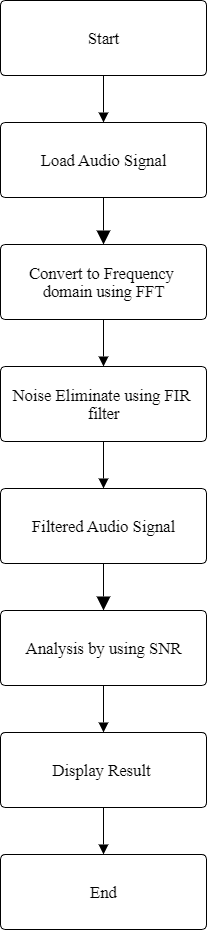 Start
Load Audio Signal
Convert to Frequency
domain using FFT
Noise Eliminate using FIR
filter
Filtered Audio Signal
Analysis by using SNR
Display Result
End